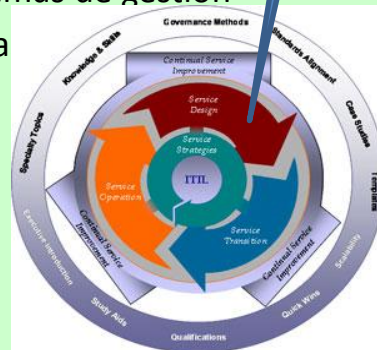 de gestión
a
Governance Methods
Standards Alignment
Case Studies
Templates
Scalability
Quick Wins
Qualifications
Study Aids
Executive Introduction
Specialty Topics
Knowledge & Skills
Continual Service
Improvement
Service
Design
Service
Strategies
ITIL
Service
Operation
Service
Transition
Continual Service
Improvement
Continual Service
Improvement